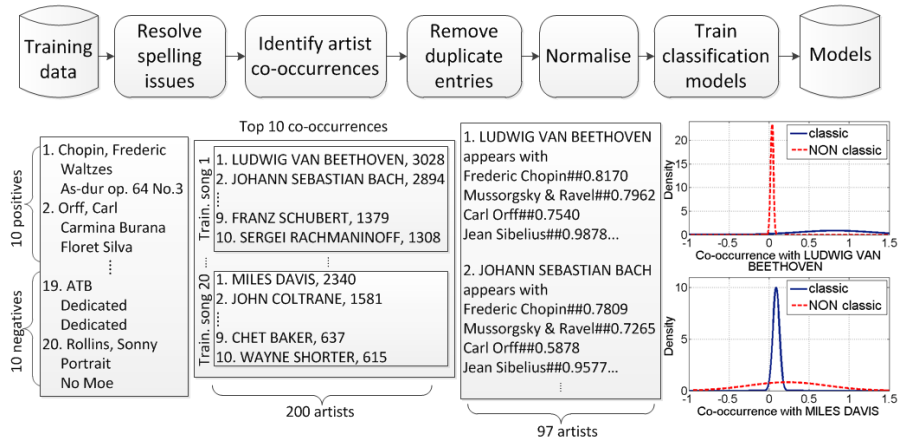 Training
data
Resolve
spelling
issues
Identify artist
co-occurrences
Remove
duplicate
entries
Normalise
Train
classification
models
Models
10 positives
10 negatives
1. Chopin, Frederic
Waltzes
As-dur op. 64 No.3
2. Orff, Carl
Carmina Burana
Floret Silva
⋮
19. ATB
Dedicated
Dedicated
20. Rollins, Sonny
Portrait
No Moe
Top 10 co-occurrences
Train. song 1
1. LUDWIG VAN BEETHOVEN, 3028
2. JOHANN SEBASTIAN BACH, 2894
⋮
9. FRANZ SCHUBERT, 1379
10. SERGEI RACHMANINOFF, 1308
⋮
Train. song 20
1. MILES DAVIS, 2340
2. JOHN COLTRANE, 1581
⋮
9. CHET BAKER, 637
10. WAYNE SHORTER, 615
200 artists
1. LUDWIG VAN BEETHOVEN
appears with
Frederic Chopin##0.8170
Mussorgsky & Ravel##0.7962
Carl Orff##0.7540
Jean Sibelius##0.9878...
2. JOHANN SEBASTIAN BACH
appears with
Frederic Chopin##0.7809
Mussorgsky & Ravel##0.7265
Carl Orff##0.5878
Jean Sibelius##0.9577...
⋮
97 artists
classic
NON classic
Density
20
15
10
5
0
-1 -0.5 0 0.5 1 1.5
Co-occurrence with LUDWIG VAN
BEETHOVEN
classic
NON classic
Density
10
5
0
-1 -0.5 0 0.5 1 1.5
Co-occurrence with MILES DAVIS